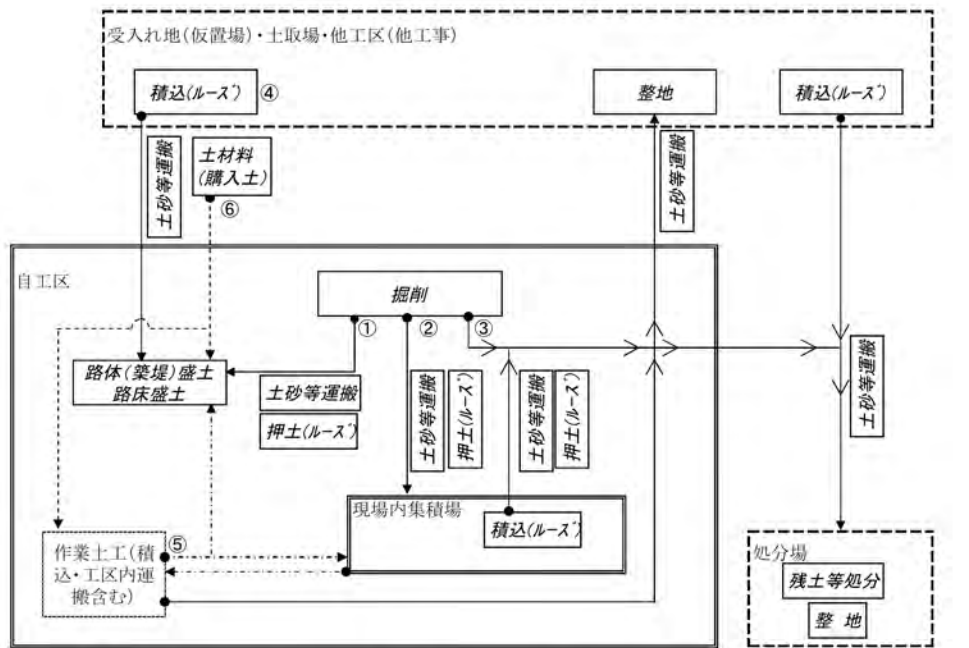 受入れ地(仮置場)・土取場・他工区(他工事)
積込(ルーズ)
④
整地
積込(ルーズ)
土砂等運搬
土材料
(購入土)
⑥
土砂等運搬
自工区
掘削
①
②
③
路体(築堤)盛土
路床盛土
土砂等運搬
押土(ルーズ)
土砂等運搬
押土(ルーズ)
土砂等運搬
押土(ルーズ)
土砂等運搬
現場内集積場
積込(ルーズ)
作業土工(積
込・工区内運
搬含む)
⑤
処分場
残土等処分
整 地